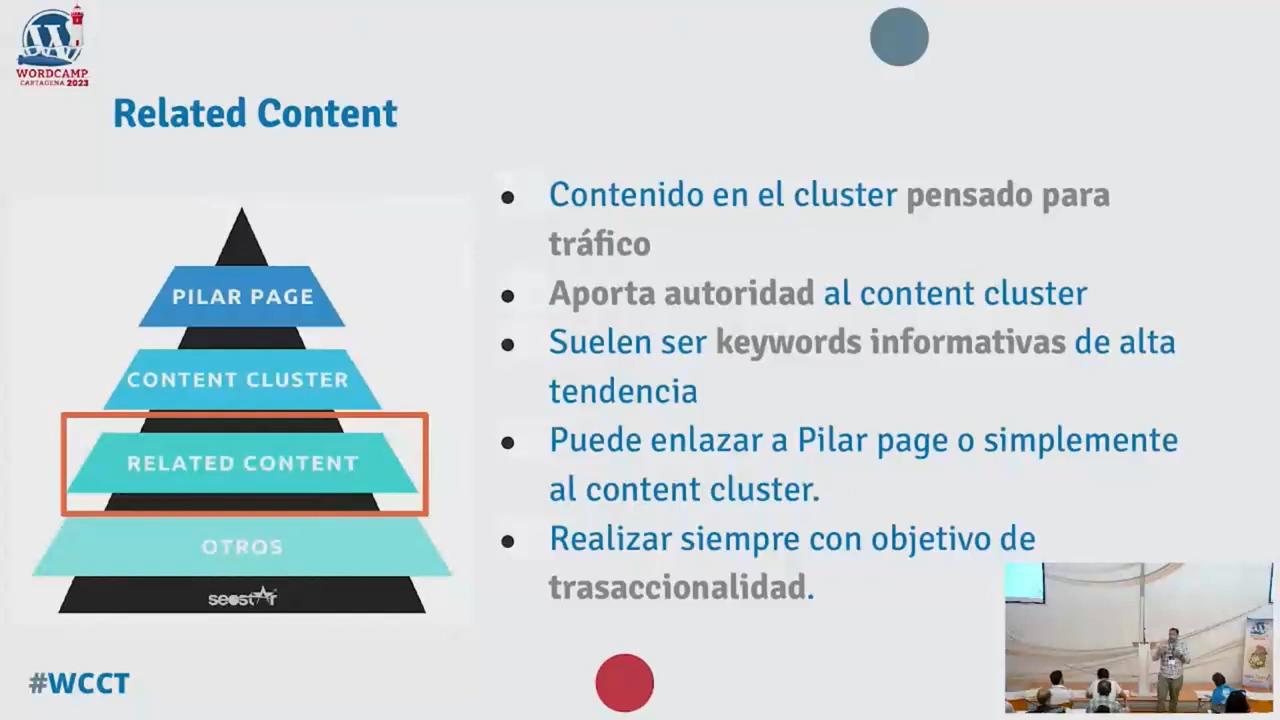 WORDCAMP
CARTAGENA 2023
Related Content
PILAR PAGE
CONTENT CLUSTER
RELATED CONTENT
OTROS
seostar
Contenido en el cluster pensado para
tráfico
Aporta autoridad al content cluster
Suelen ser keywords informativas de alta
tendencia
Puede enlazar a Pilar page o simplemente
al content cluster.
Realizar siempre con objetivo de
trasaccionalidad.
#WCCT